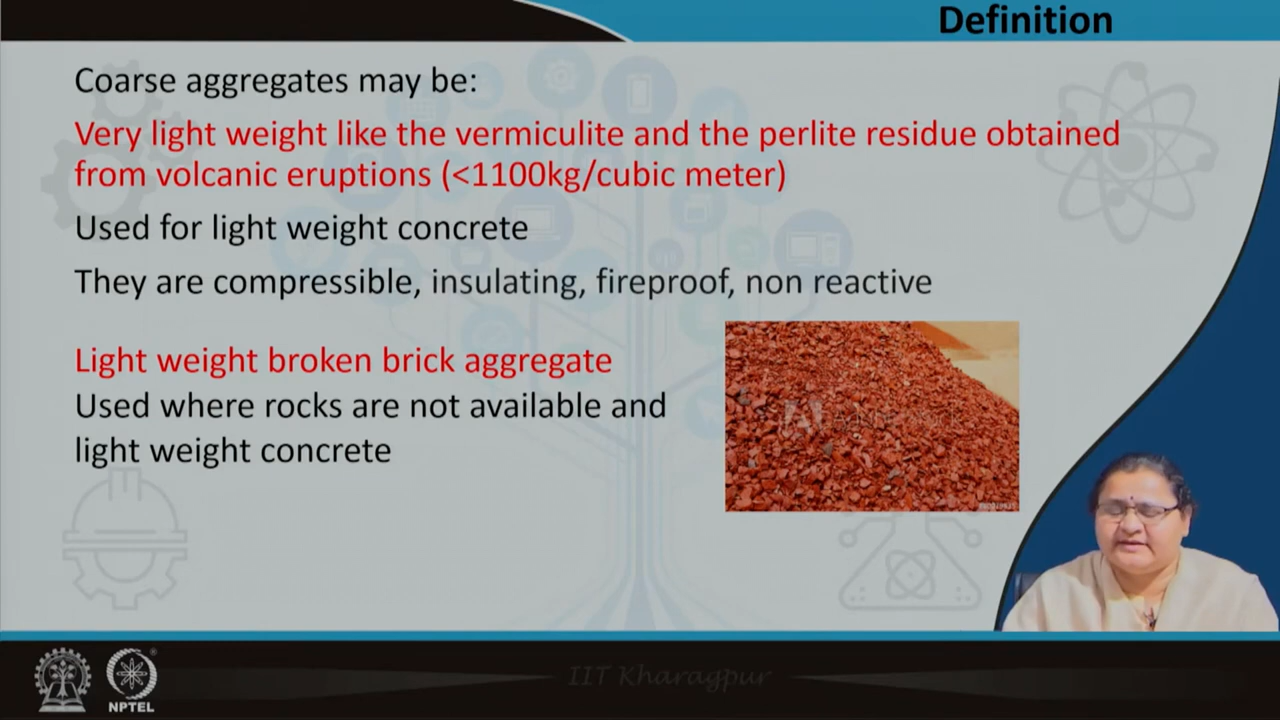 Definition
Coarse aggregates may be:
Very light weight like the vermiculite and the perlite residue obtained
from volcanic eruptions (<1100kg/cubic meter)
Used for light weight concrete
They are compressible, insulating, fireproof, non reactive
Light weight broken brick aggregate
Used where rocks are not available and
light weight concrete
IIT Kharagpur
NPTEL